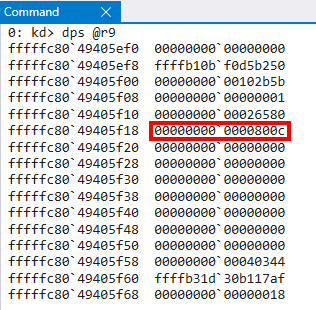 Command
0: kd> dps @r9
fffffc80`49405ef0  00000000`00000000
fffffc80`49405ef8  ffffb10b`f0d5b250
fffffc80`49405f00  00000000`00102b5b
fffffc80`49405f08  00000000`00000001
fffffc80`49405f10  00000000`00026580
fffffc80`49405f18  00000000`0000800c
fffffc80`49405f20  00000000`00000000
fffffc80`49405f28  00000000`00000000
fffffc80`49405f30  00000000`00000000
fffffc80`49405f38  00000000`00000000
fffffc80`49405f40  00000000`00000000
fffffc80`49405f48  00000000`00000000
fffffc80`49405f50  00000000`00000000
fffffc80`49405f58  00000000`00040344
fffffc80`49405f60  ffffb31d`30b117af
fffffc80`49405f68  00000000`00000018